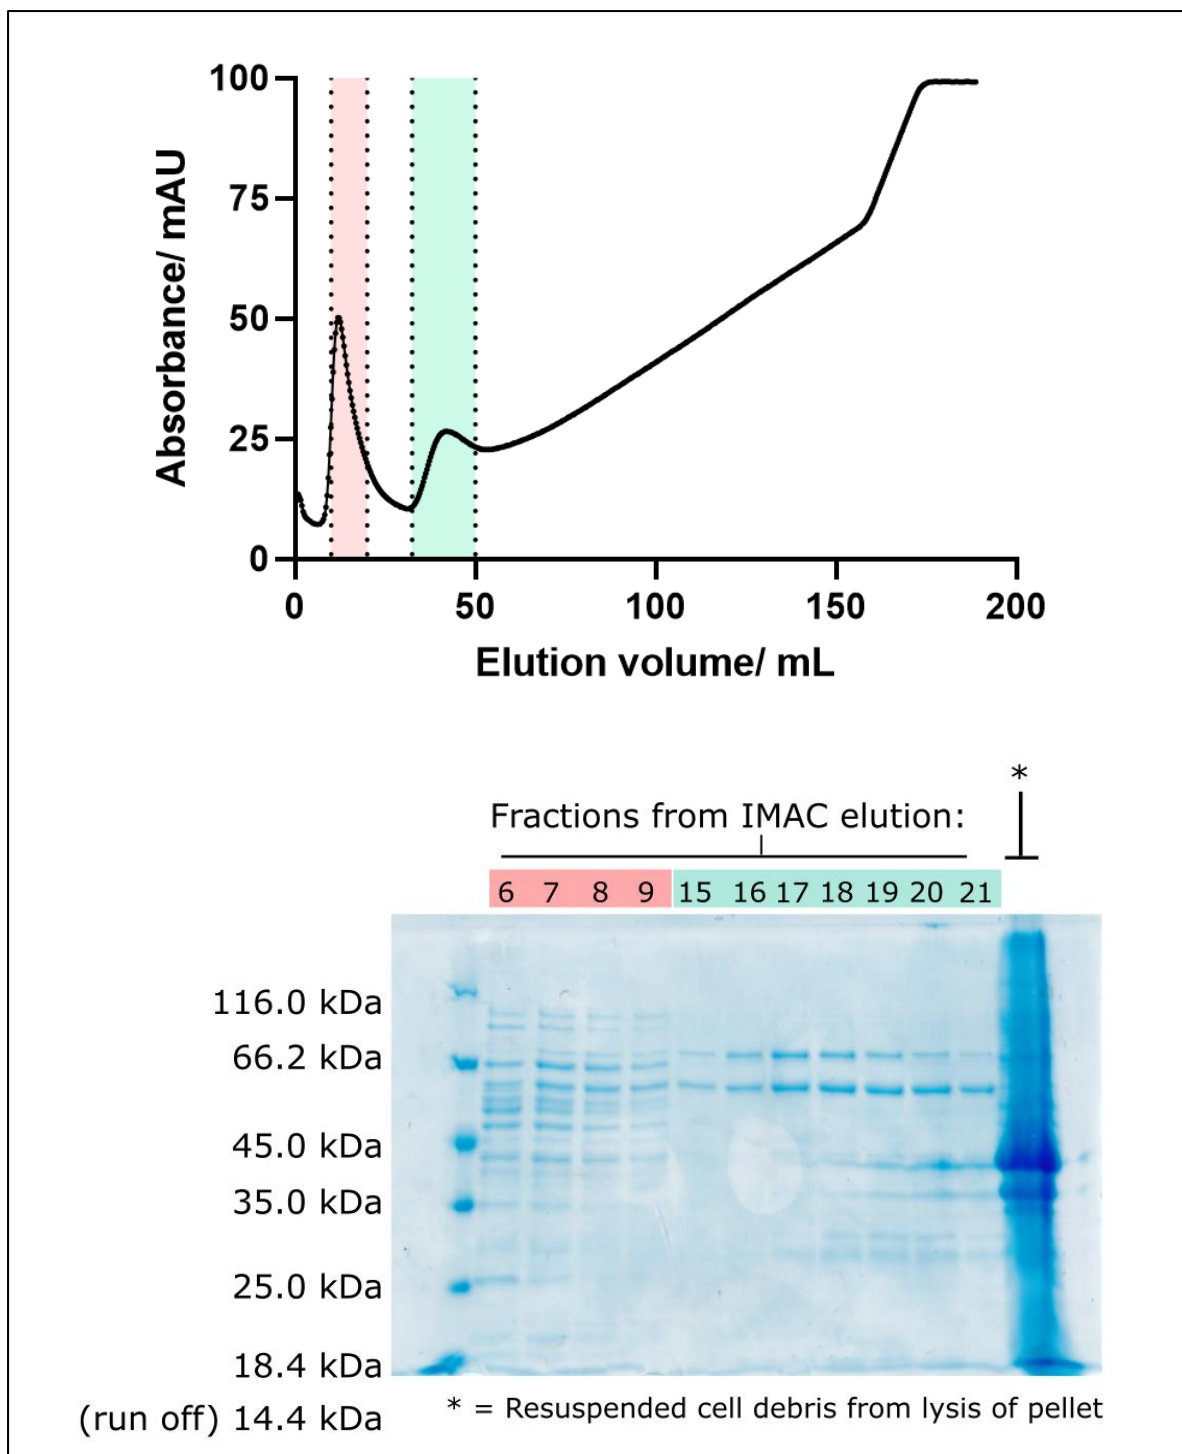 100
75
50
25
0
Absorbance/ mAU
0 50 100 150 200
Elution volume/ mL
*
Fractions from IMAC elution:
6 7 8 9 15 16 17 18 19 20 21
116.0 kDa
66.2 kDa
45.0 kDa
35.0 kDa
25.0 kDa
18.4 kDa
(run off) 14.4 kDa
* = Resuspended cell debris from lysis of pellet